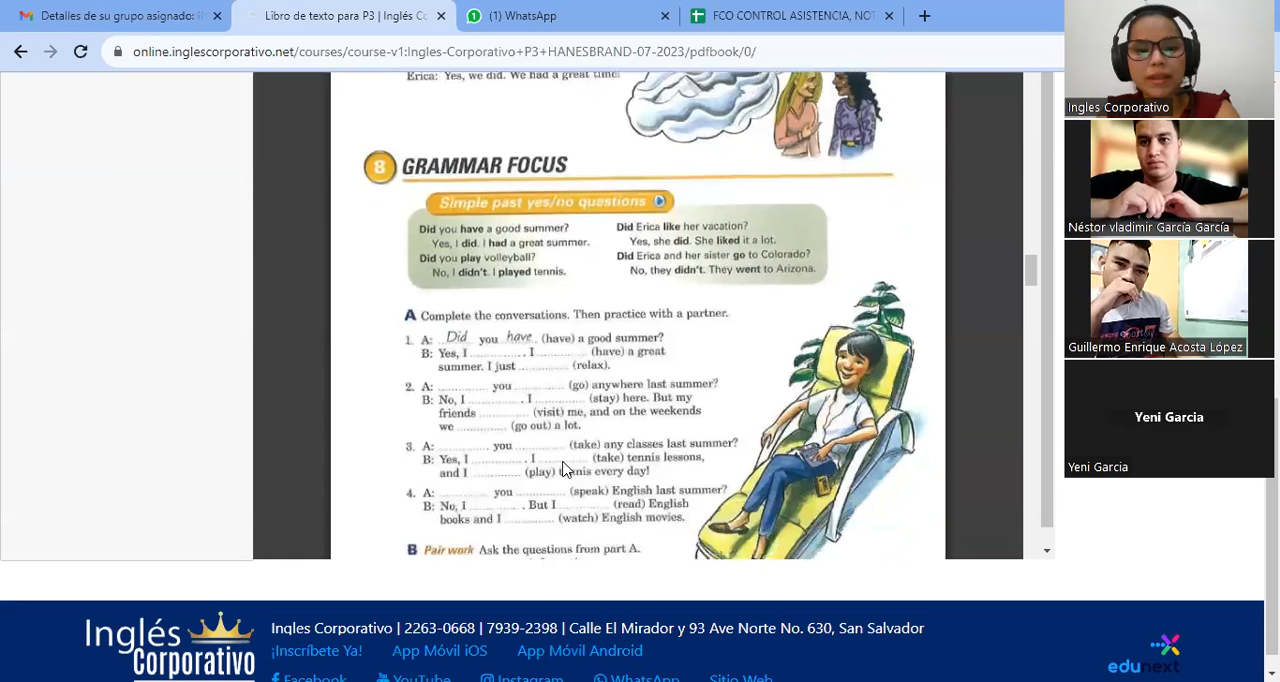 Detalles de su grupo asignado: B
Libro de texto para P3 | Inglés Co
(1) WhatsApp
FCO CONTROL ASISTENCIA, NOT
online.inglescorporativo.net/courses/course-v1:Ingles-Corporativo+P3+HANESBRAND-07-2023/pdfbook/0/
Erica: Yes, we did. We had a great time.
8 GRAMMAR FOCUS
Simple past yes/no questions
Did you have a good summer?
Yes, I did. I had a great summer.
Did you play volleyball?
No, I didn't. I played tennis.
Did Erica like her vacation?
Yes, she did. She liked it a lot.
Did Erica and her sister go to Colorado?
No, they didn't. They went to Arizona.
A Complete the conversations. Then practice with a partner.
1. A: Did you have (have) a good summer?
B: Yes, I ............ . I ............ (have) a great
summer. I just ............ (relax).
2. A: ............ you ............ (go) anywhere last summer?
B: No, I ............ . I ............ (stay) here. But my
friends ............ (visit) me, and on the weekends
we ............ (go out) a lot.
3. A: ............ you ............ (take) any classes last summer?
B: Yes, I ............ . I ............ (take) tennis lessons,
and I ............ (play) tennis every day!
4. A: ............ you ............ (speak) English last summer?
B: No, I ............ . But I ............ (read) English
books and I ............ (watch) English movies.
B Pair work Ask the questions from part A.
Ingles Corporativo
Néstor vladimir García García
Guillermo Enrique Acosta López
Yeni Garcia
Yeni Garcia
Inglés
Corporativo
Ingles Corporativo | 2263-0668 | 7939-2398 | Calle El Mirador y 93 Ave Norte No. 630, San Salvador
¡Inscríbete Ya! App Móvil iOS App Móvil Android
Facebook YouTube Instagram WhatsApp Sitio Web
edunext